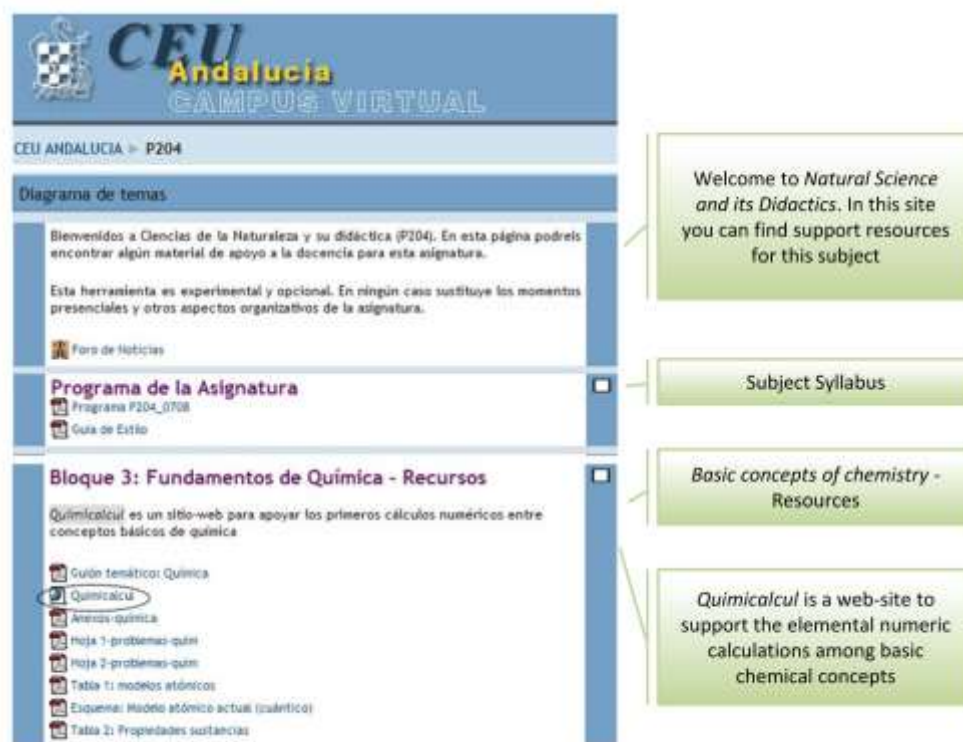 CEU
Andalucia
CAMPUS VIRTUAL
CEU ANDALUCIA ► P204
Diagrama de temas
Bienvenidos a Ciencias de la Naturaleza y su didáctica (P204). En esta página podreis
encontrar algún material de apoyo a la docencia para esta asignatura.
Esta herramienta es experimental y opcional. En ningún caso sustituye los momentos
presenciales y otros aspectos organizativos de la asignatura.
Foro de Noticias
Programa de la Asignatura
Programa P204_0708
Guia de Estilo
Bloque 3: Fundamentos de Química - Recursos
Quimicalcul es un sitio-web para apoyar los primeros cálculos numéricos entre
conceptos básicos de química
Guión temático: Química
Quimicalcul
Anexos-quimica
Hoja 1-problemas-quim
Hoja 2-problemas-quim
Tabla 1: modelos atómicos
Esquema: Modelo atómico actual (cuántico)
Tabla 2: Propiedades sustancias
Welcome to Natural Science
and its Didactics. In this site
you can find support resources
for this subject
Subject Syllabus
Basic concepts of chemistry -
Resources
Quimicalcul is a web-site to
support the elemental numeric
calculations among basic
chemical concepts